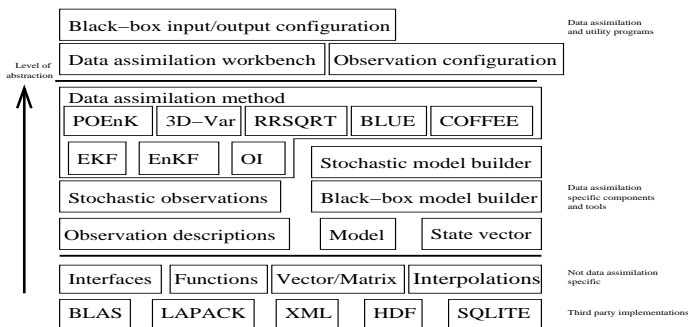 Black-box input/output configuration
Data assimilation
and utility programs
Data assimilation workbench
Observation configuration
Level of
abstraction
Data assimilation method
POEnK
3D-Var
RRSQRT
BLUE
COFFEE
EKF
EnKF
OI
Stochastic model builder
Stochastic observations
Black-box model builder
Data assimilation
specific components
and tools
Observation descriptions
Model
State vector
Interfaces
Functions
Vector/Matrix
Interpolations
Not data assimilation
specific
BLAS
LAPACK
XML
HDF
SQLITE
Third party implementations